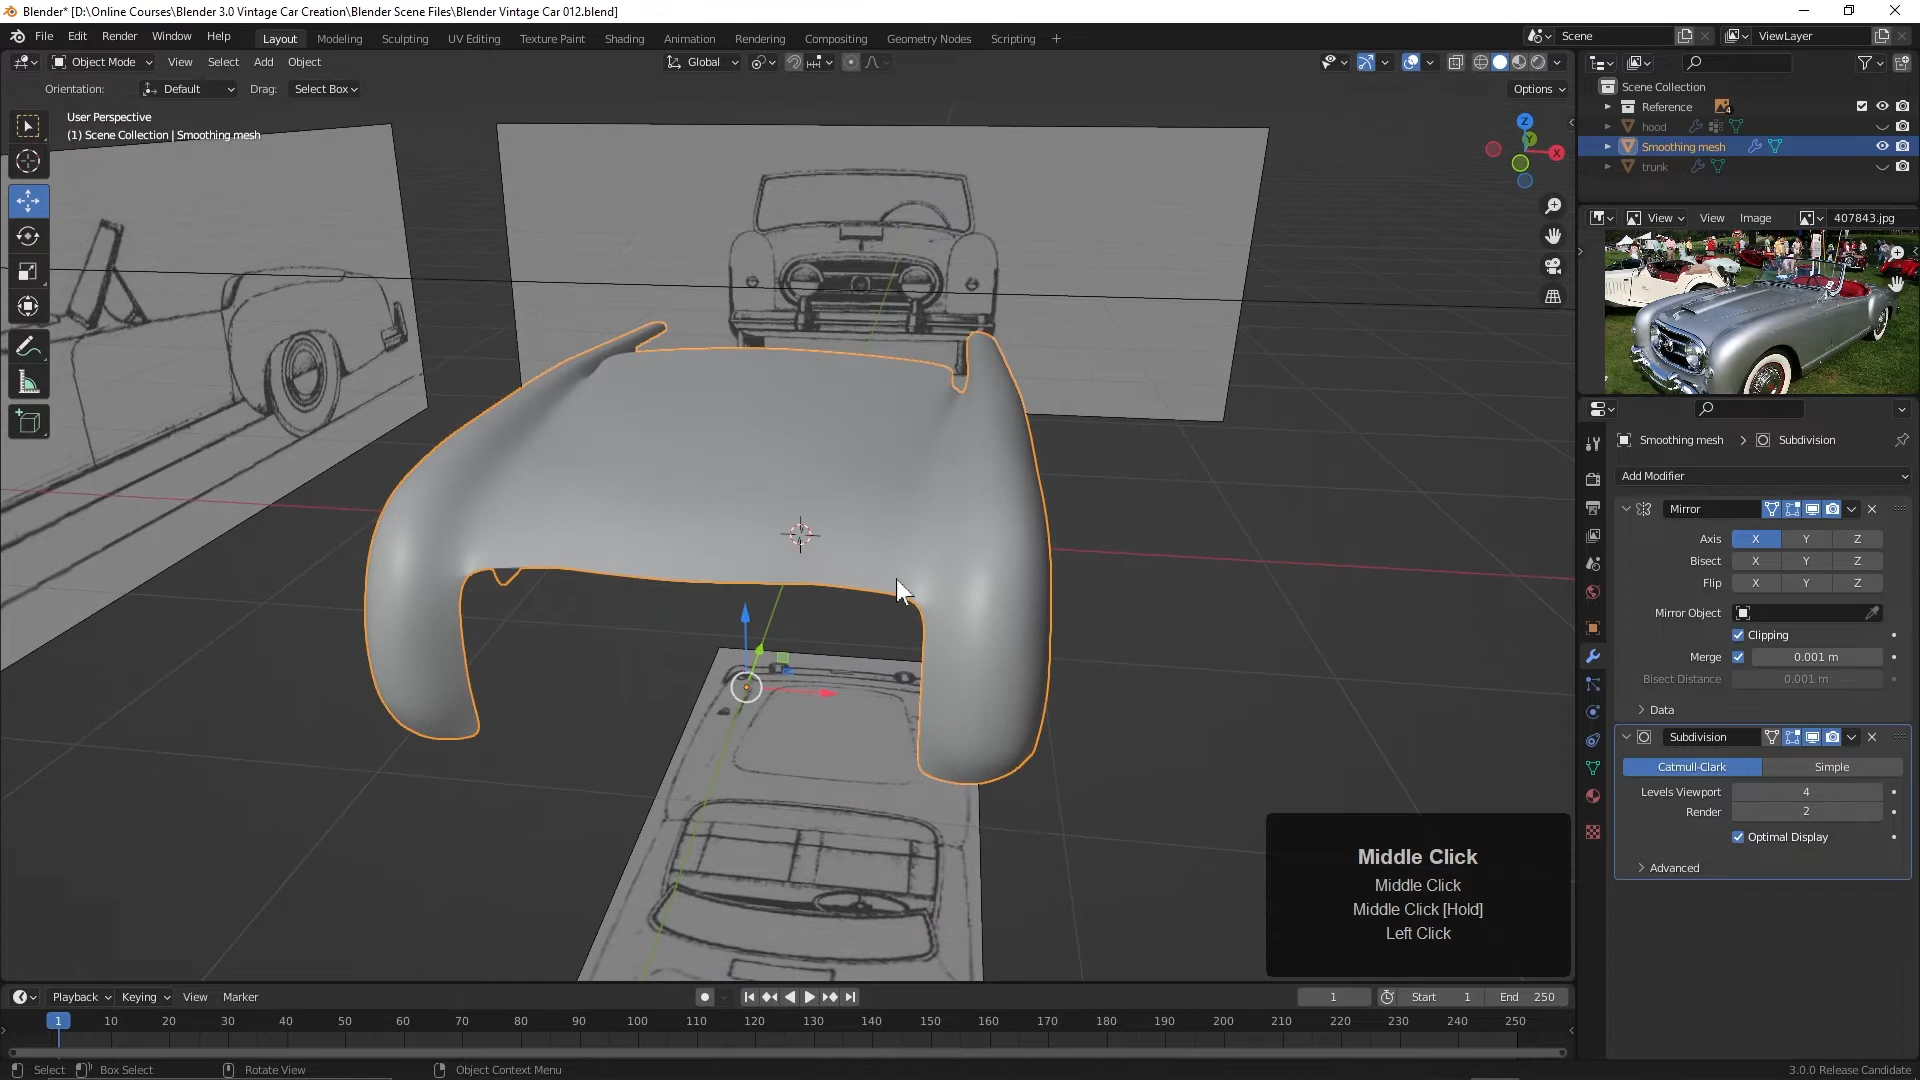 Blender* [D:\Online Courses\Blender 3.0 Vintage Car Creation\Blender Scene Files\Blender Vintage Car 012.blend]
File Edit Render Window Help Layout Modeling Sculpting UV Editing Texture Paint Shading Animation Rendering Compositing Geometry Nodes Scripting + Scene ViewLayer
Object Mode View Select Add Object Global
Orientation: Default Drag: Select Box Options
User Perspective
(1) Scene Collection | Smoothing mesh
Z
Y
X
Scene Collection
Reference 4
hood
Smoothing mesh
trunk
View View Image 407843.jpg
Smoothing mesh > Subdivision
Add Modifier
Mirror
Axis X Y Z
Bisect X Y Z
Flip X Y Z
Mirror Object
Clipping
Merge 0.001 m
Bisect Distance 0.001 m
Data
Subdivision
Catmull-Clark Simple
Levels Viewport 4
Render 2
Optimal Display
Advanced
Middle Click
Middle Click
Middle Click [Hold]
Left Click
Playback Keying View Marker 1 Start 1 End 250
1 10 20 30 40 50 60 70 80 90 100 110 120 130 140 150 160 170 180 190 200 210 220 230 240 250
Select Box Select Rotate View Object Context Menu 3.0.0 Release Candidate